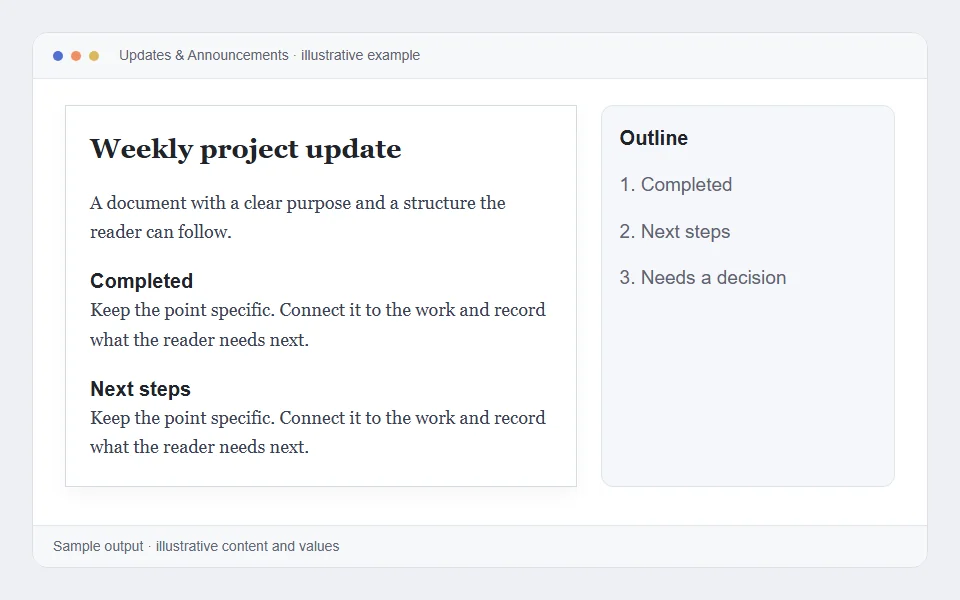 Updates & Announcements · illustrative example
Weekly project update
A document with a clear purpose and a structure the
reader can follow.
Completed
Keep the point specific. Connect it to the work and record
what the reader needs next.
Next steps
Keep the point specific. Connect it to the work and record
what the reader needs next.
Outline
1. Completed
2. Next steps
3. Needs a decision
Sample output · illustrative content and values